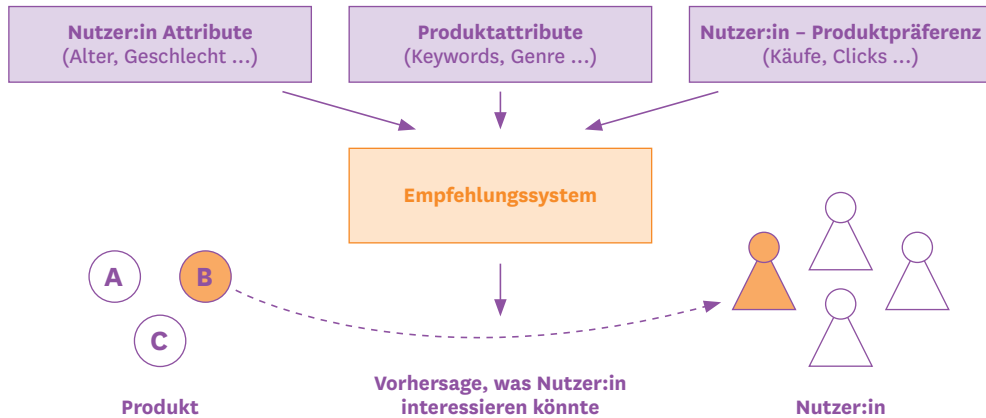 Nutzer:in Attribute
(Alter, Geschlecht ...)
Produktattribute
(Keywords, Genre ...)
Nutzer:in – Produktpräferenz
(Käufe, Clicks ...)
Empfehlungssystem
A
B
C
Produkt
Vorhersage, was Nutzer:in
interessieren könnte
Nutzer:in